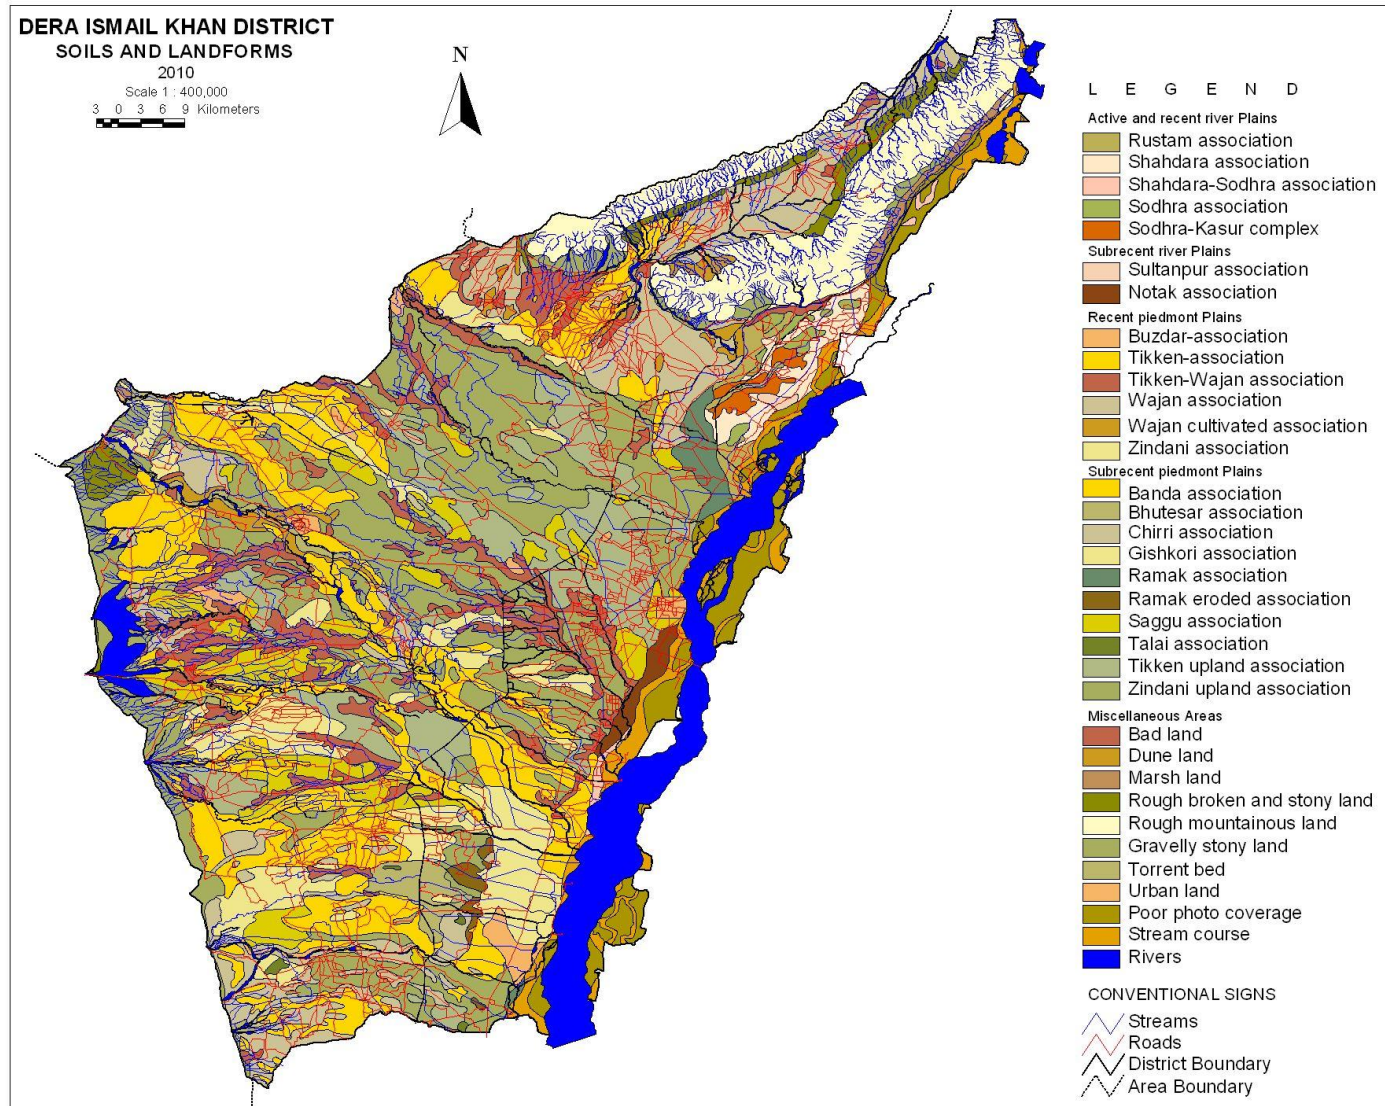 DERA ISMAIL KHAN DISTRICT
SOILS AND LANDFORMS
2010
Scale 1 : 400,000
3 0 3 6 9 Kilometers
N
L E G E N D
Active and recent river Plains
Rustam association
Shahdara association
Shahdara-Sodhra association
Sodhra association
Sodhra-Kasur complex
Subrecent river Plains
Sultanpur association
Notak association
Recent piedmont Plains
Buzdar-association
Tikken-association
Tikken-Wajan association
Wajan association
Wajan cultivated association
Zindani association
Subrecent piedmont Plains
Banda association
Bhutesar association
Chirri association
Gishkori association
Ramak association
Ramak eroded association
Saggu association
Talai association
Tikken upland association
Zindani upland association
Miscellaneous Areas
Bad land
Dune land
Marsh land
Rough broken and stony land
Rough mountainous land
Gravelly stony land
Torrent bed
Urban land
Poor photo coverage
Stream course
Rivers
CONVENTIONAL SIGNS
Streams
Roads
District Boundary
Area Boundary